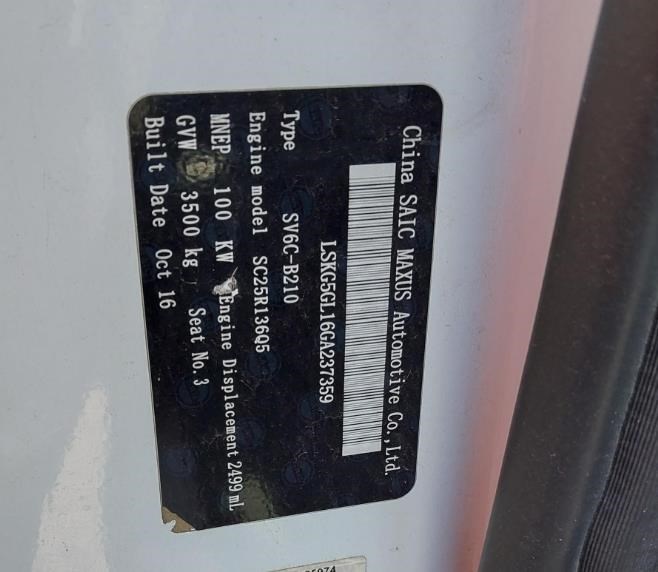 China SAIC MAXUS Automotive Co.,Ltd.
LSKG5GL16GA237359
Type SV6C-B210
Engine model SC25R136Q5
MNEP 100 KW Engine Displacement 2499 mL
GVW 3500 kg Seat No. 3
Built Date Oct 16